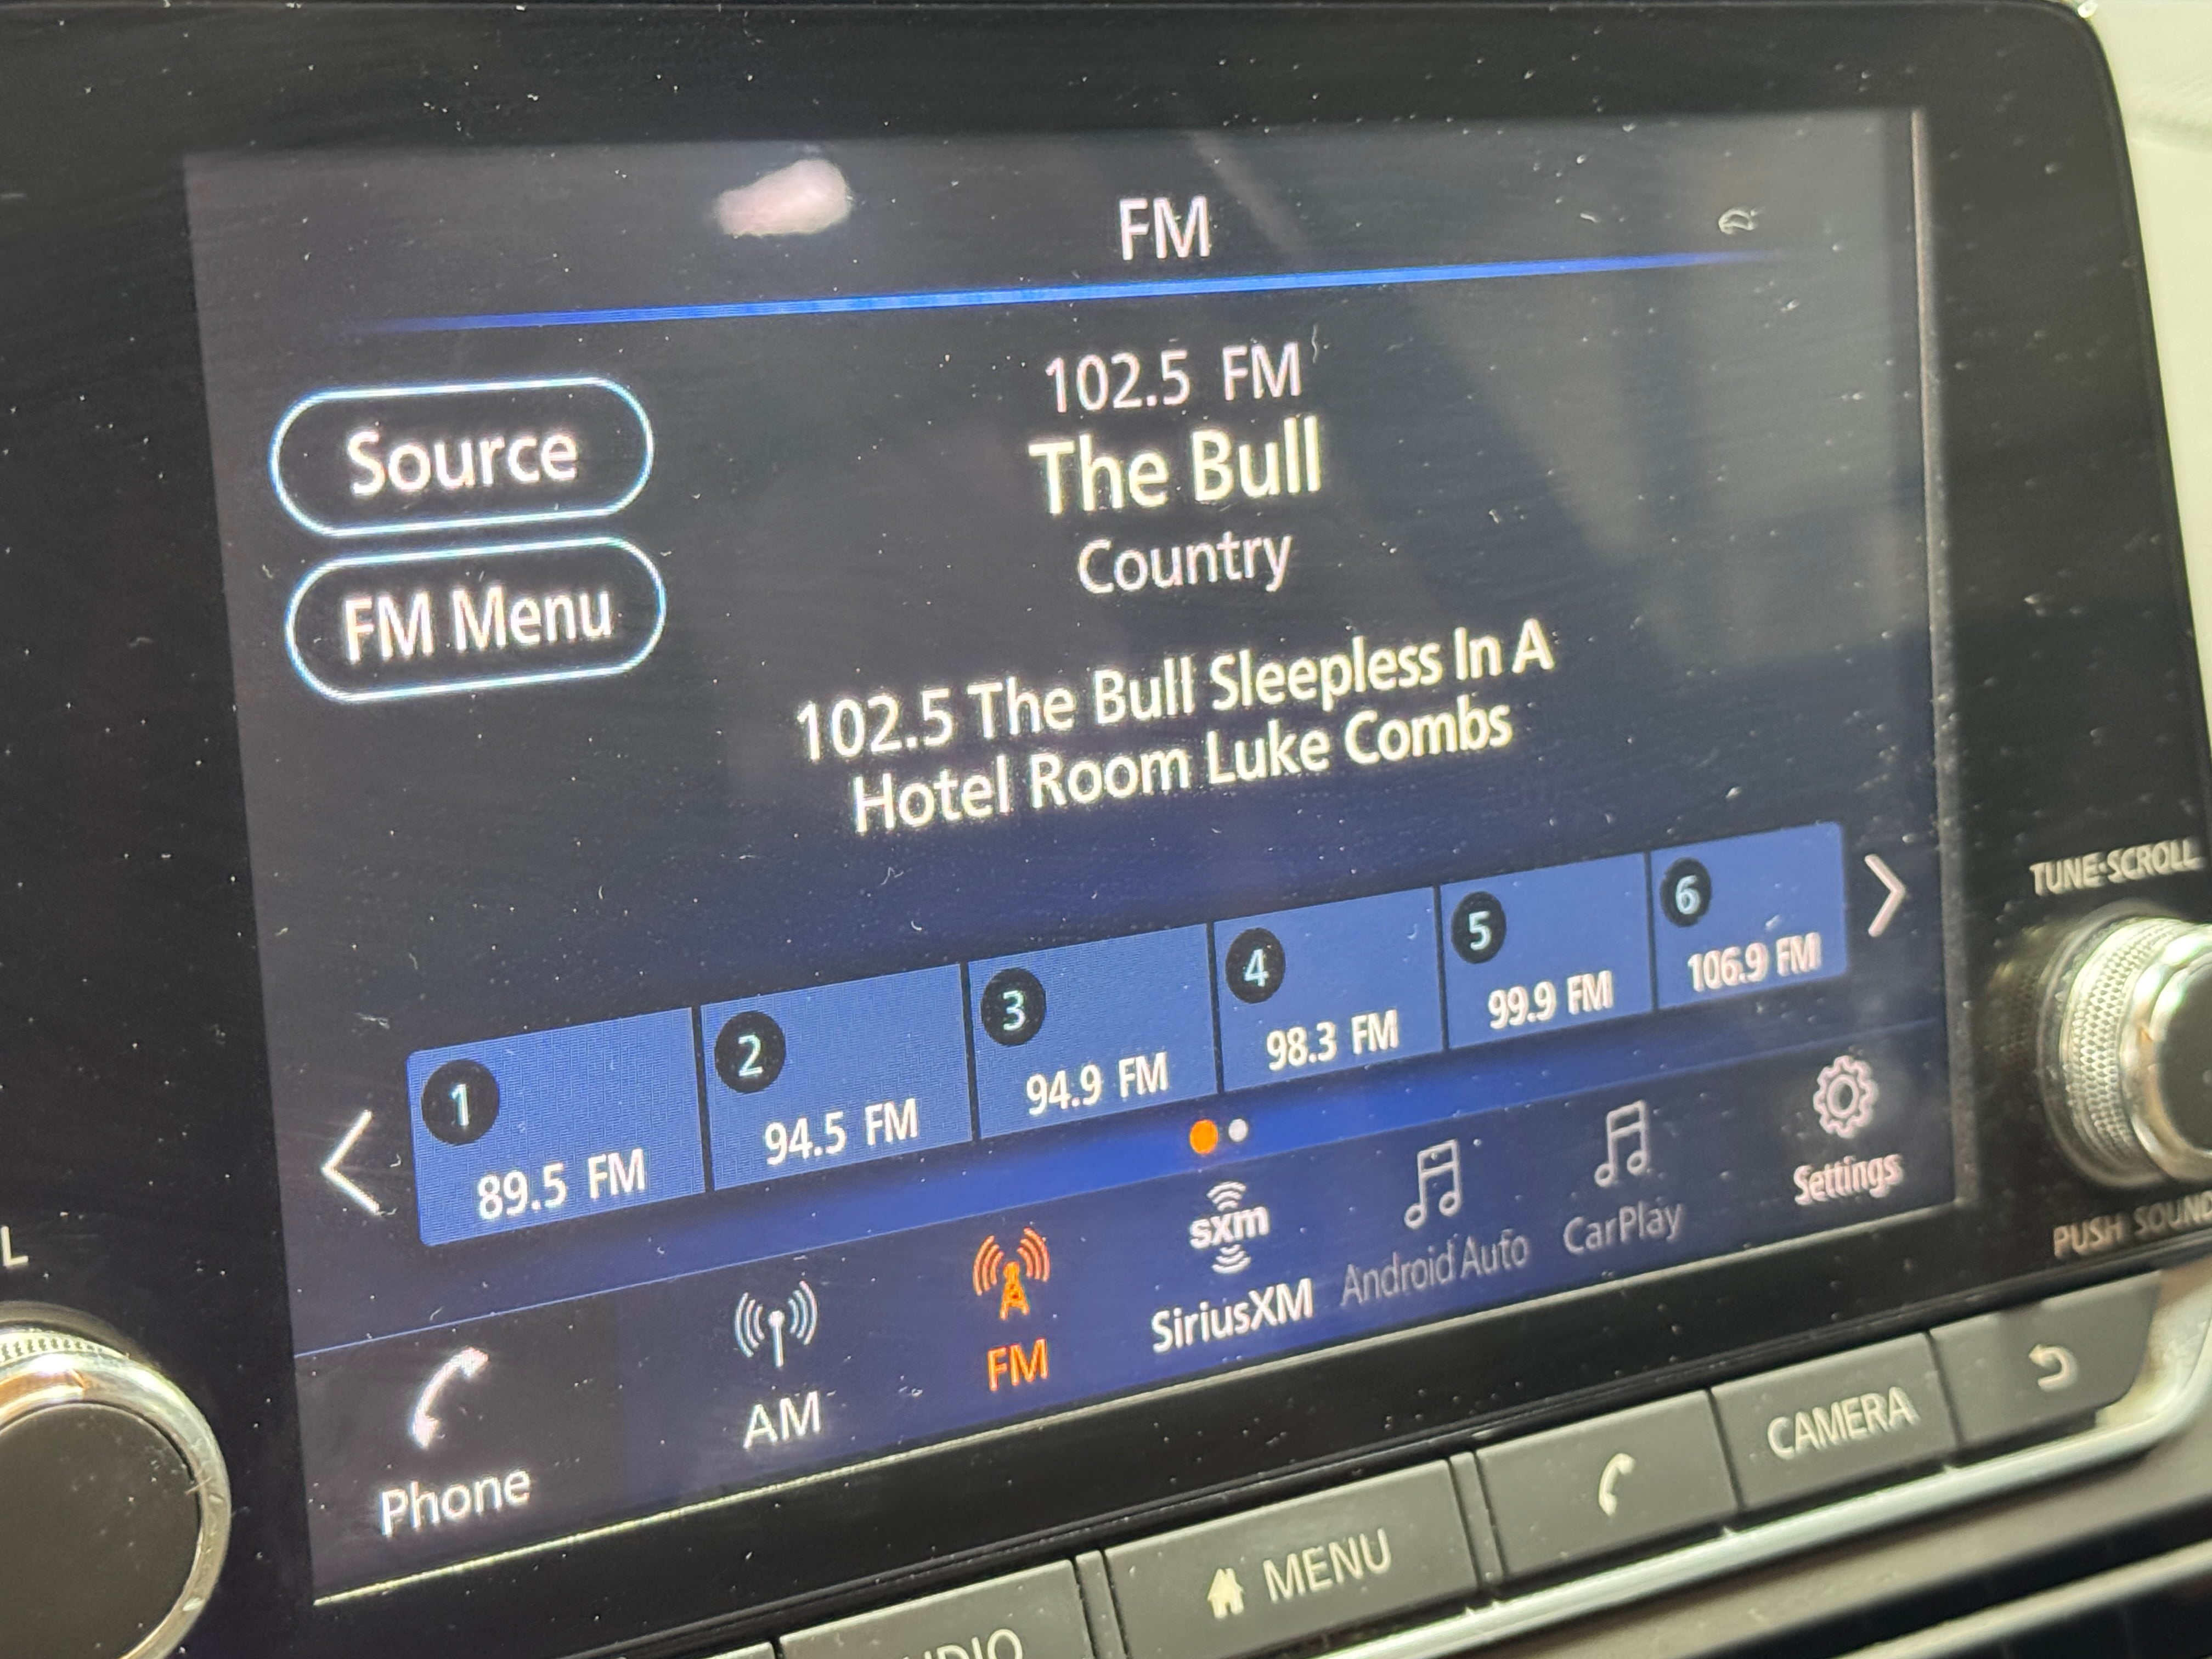 FM
102.5 FM
The Bull
Country
Source
FM Menu
102.5 The Bull Sleepless In A
Hotel Room Luke Combs
1
89.5 FM
2
94.5 FM
3
94.9 FM
4
98.3 FM
5
99.9 FM
6
106.9 FM
Phone
AM
FM
sxm
SiriusXM
Android Auto
CarPlay
Settings
TUNE·SCROLL
PUSH SOUND
L
UDIO
MENU
CAMERA